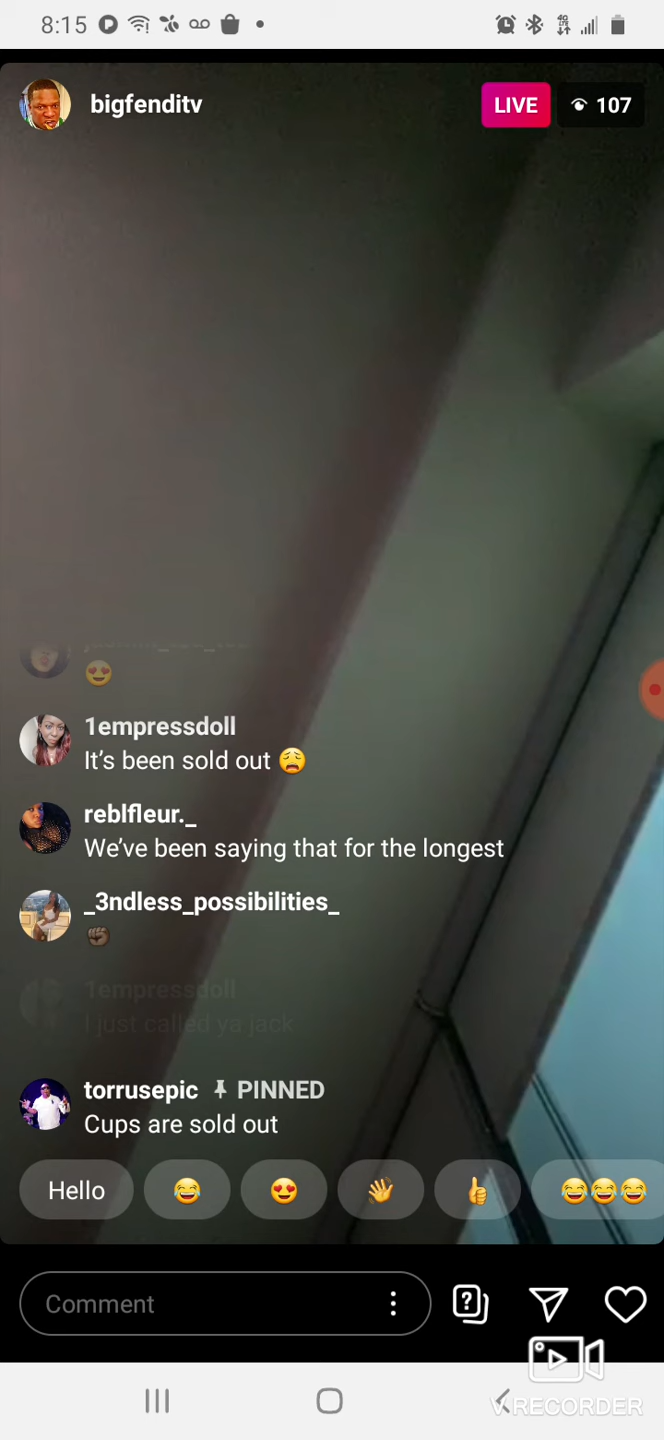 8:15
bigfenditv
LIVE
107
1empressdoll
It's been sold out 😩
reblfleur._
We've been saying that for the longest
_3ndless_possibilities_
✊🏾
1empressdoll
I just called ya jack
torrusepic PINNED
Cups are sold out
Hello
Comment
V RECORDER